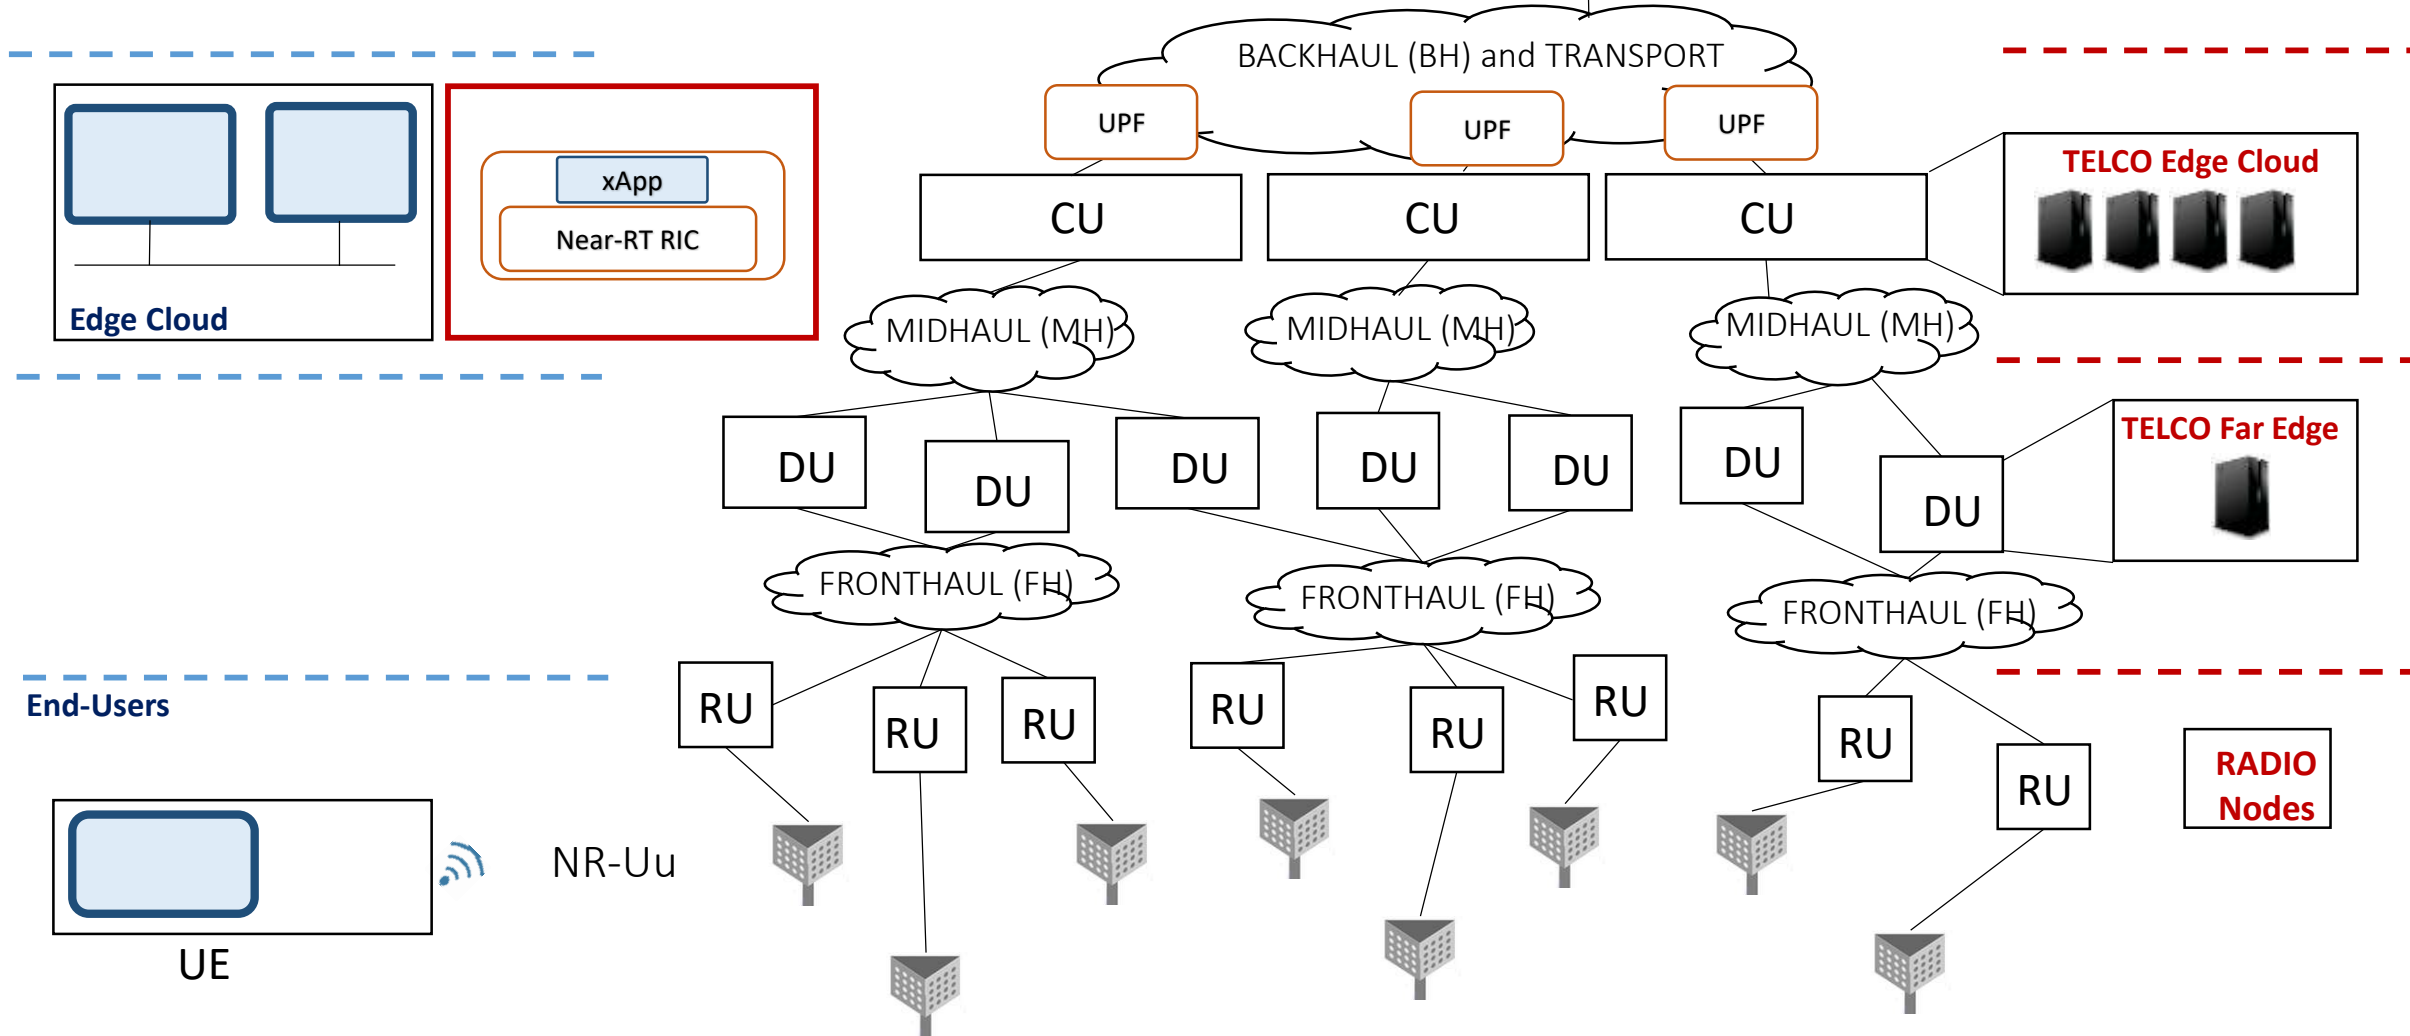 BACKHAUL (BH) and TRANSPORT
UPF
UPF
UPF
xApp
Near-RT RIC
Edge Cloud
CU
CU
CU
TELCO Edge Cloud
MIDHAUL (MH)
MIDHAUL (MH)
MIDHAUL (MH)
DU
DU
DU
DU
DU
DU
DU
TELCO Far Edge
FRONTHAUL (FH)
FRONTHAUL (FH)
FRONTHAUL (FH)
End-Users
RU
RU
RU
RU
RU
RU
RU
RU
RADIO
Nodes
NR-Uu
UE